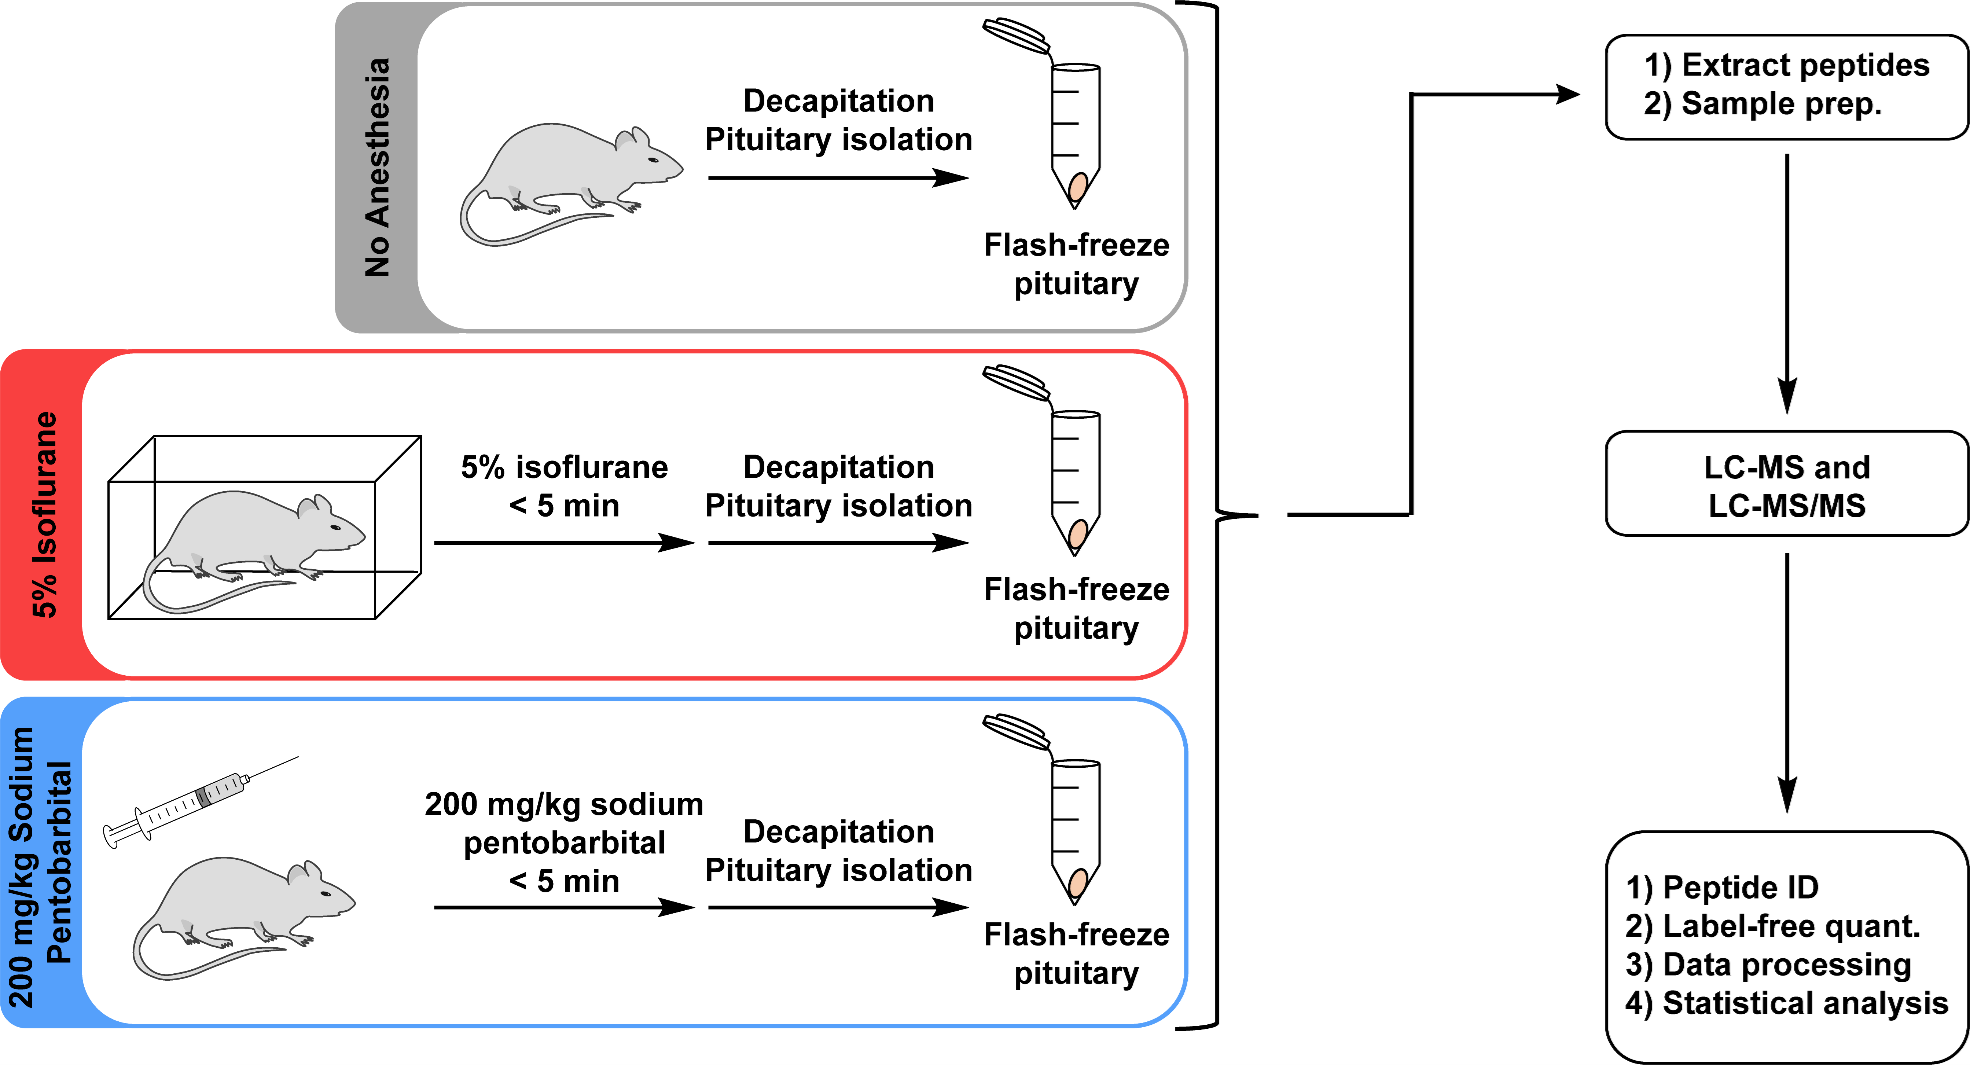 No Anesthesia
Decapitation
Pituitary isolation
Flash-freeze
pituitary
5% Isoflurane
5% isoflurane
< 5 min
Decapitation
Pituitary isolation
Flash-freeze
pituitary
200 mg/kg Sodium
Pentobarbital
200 mg/kg sodium
pentobarbital
< 5 min
Decapitation
Pituitary isolation
Flash-freeze
pituitary
1) Extract peptides
2) Sample prep.
LC-MS and
LC-MS/MS
1) Peptide ID
2) Label-free quant.
3) Data processing
4) Statistical analysis